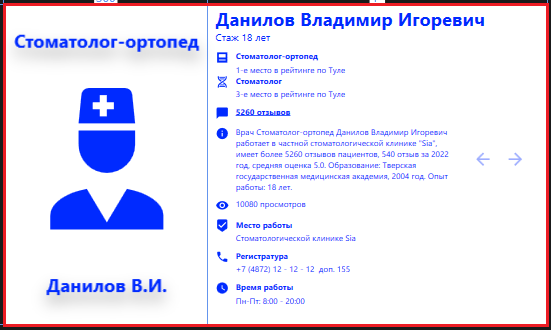 Стоматолог-ортопед
Данилов В.И.
Данилов Владимир Игоревич
Стаж 18 лет
Стоматолог-ортопед
1-е место в рейтинге по Туле
Стоматолог
3-е место в рейтинге по Туле
5260 отзывов
Врач Стоматолог-ортопед Данилов Владимир Игоревич
работает в частной стоматологической клинике "Sia",
имеет более 5260 отзывов пациентов, 540 отзыв за 2022
год, средняя оценка 5.0. Образование: Тверская
государственная медицинская академия, 2004 год. Опыт
работы: 18 лет.
10080 просмотров
Место работы
Стоматологической клинике Sia
Регистратура
+7 (4872) 12 - 12 - 12 доп. 155
Время работы
Пн-Пт: 8:00 - 20:00